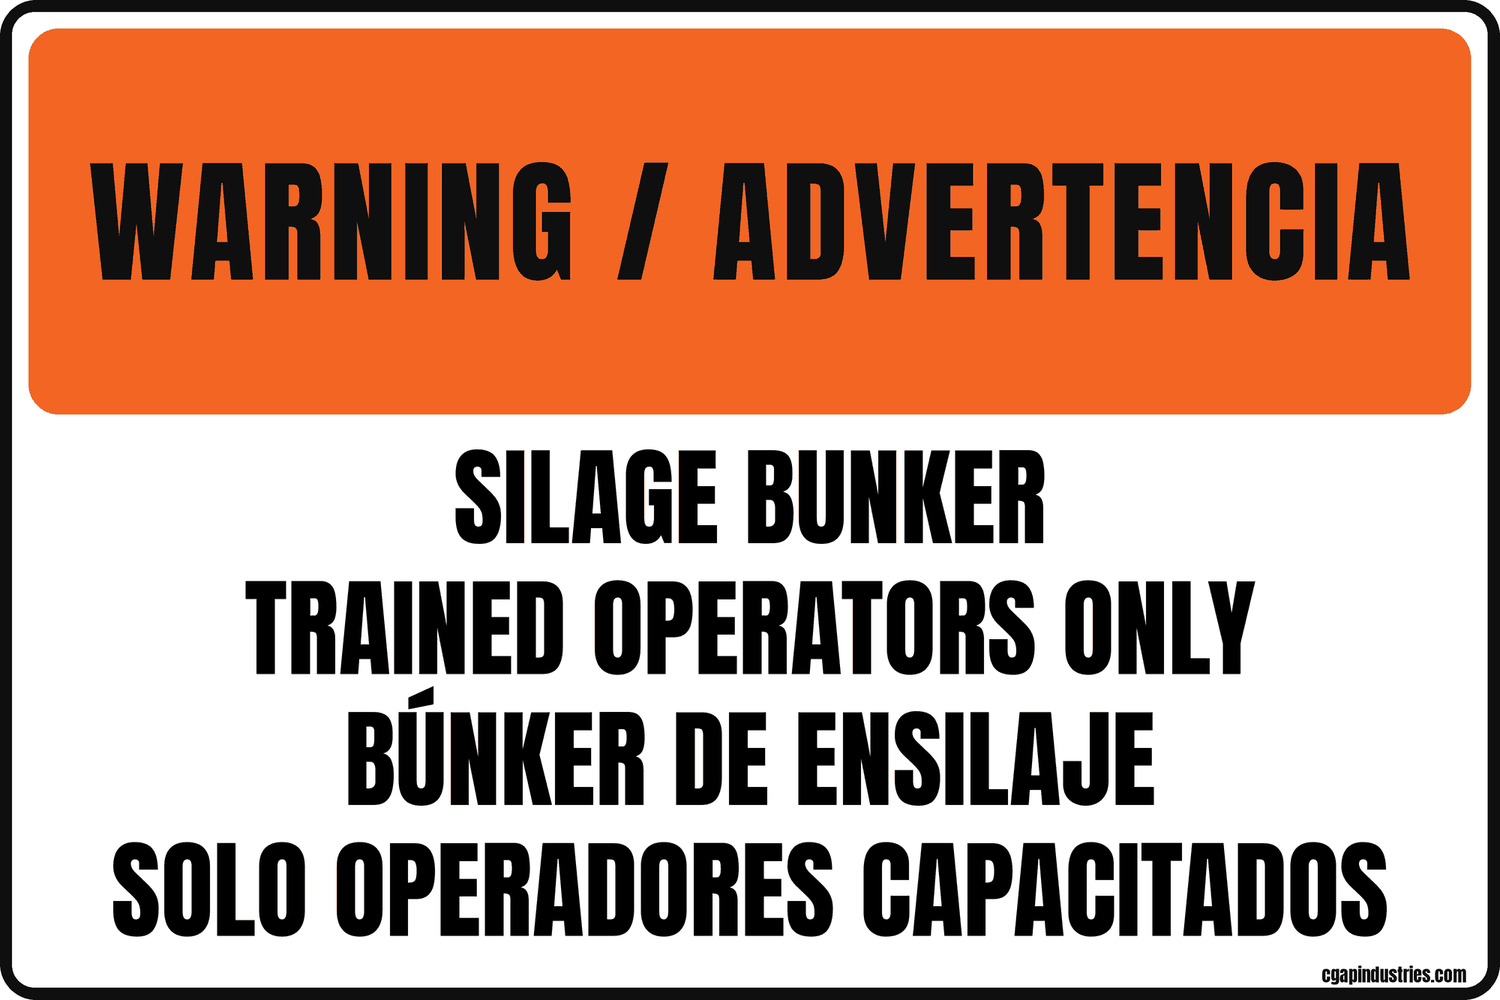 WARNING / ADVERTENCIA
SILAGE BUNKER
TRAINED OPERATORS ONLY
BÚNKER DE ENSILAJE
SOLO OPERADORES CAPACITADOS
cgapindustries.com